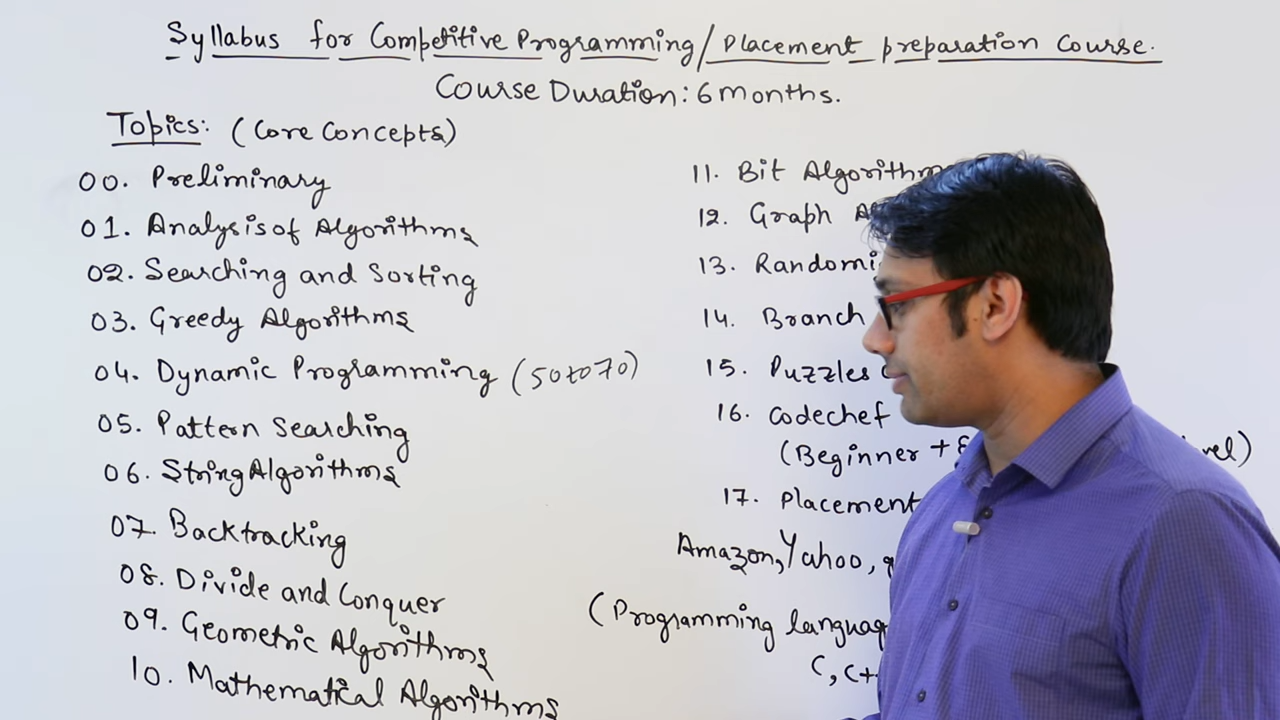 Syllabus for Competitive Programming/Placement preparation Course.
Course Duration: 6 months.
Topics: (Core Concepts)
00. Preliminary
01. Analysis of Algorithms
02. Searching and Sorting
03. Greedy Algorithms
04. Dynamic Programming (50 to 70)
05. Pattern Searching
06. String Algorithms
07. Backtracking
08. Divide and Conquer
09. Geometric Algorithms
10. Mathematical Algorithms
11. Bit Algorithm
12. Graph
13. Randomi
14. Branch
15. Puzzles
16. Codechef
(Beginner +
17. Placement
Amazon, Yahoo,
(Programming languag
C, C+